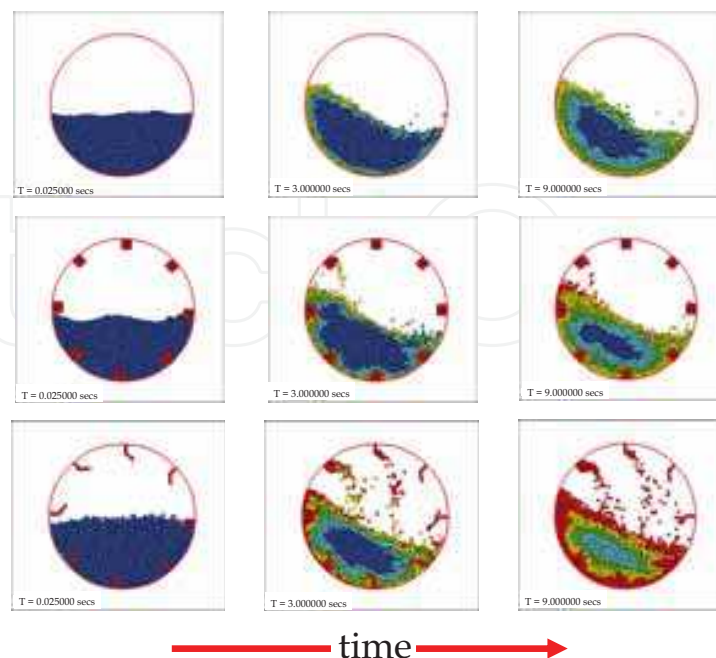 T = 0.025000 secs
T = 3.000000 secs
T = 9.000000 secs
T = 0.025000 secs
T = 3.000000 secs
T = 9.000000 secs
T = 0.025000 secs
T = 3.000000 secs
T = 9.000000 secs
time